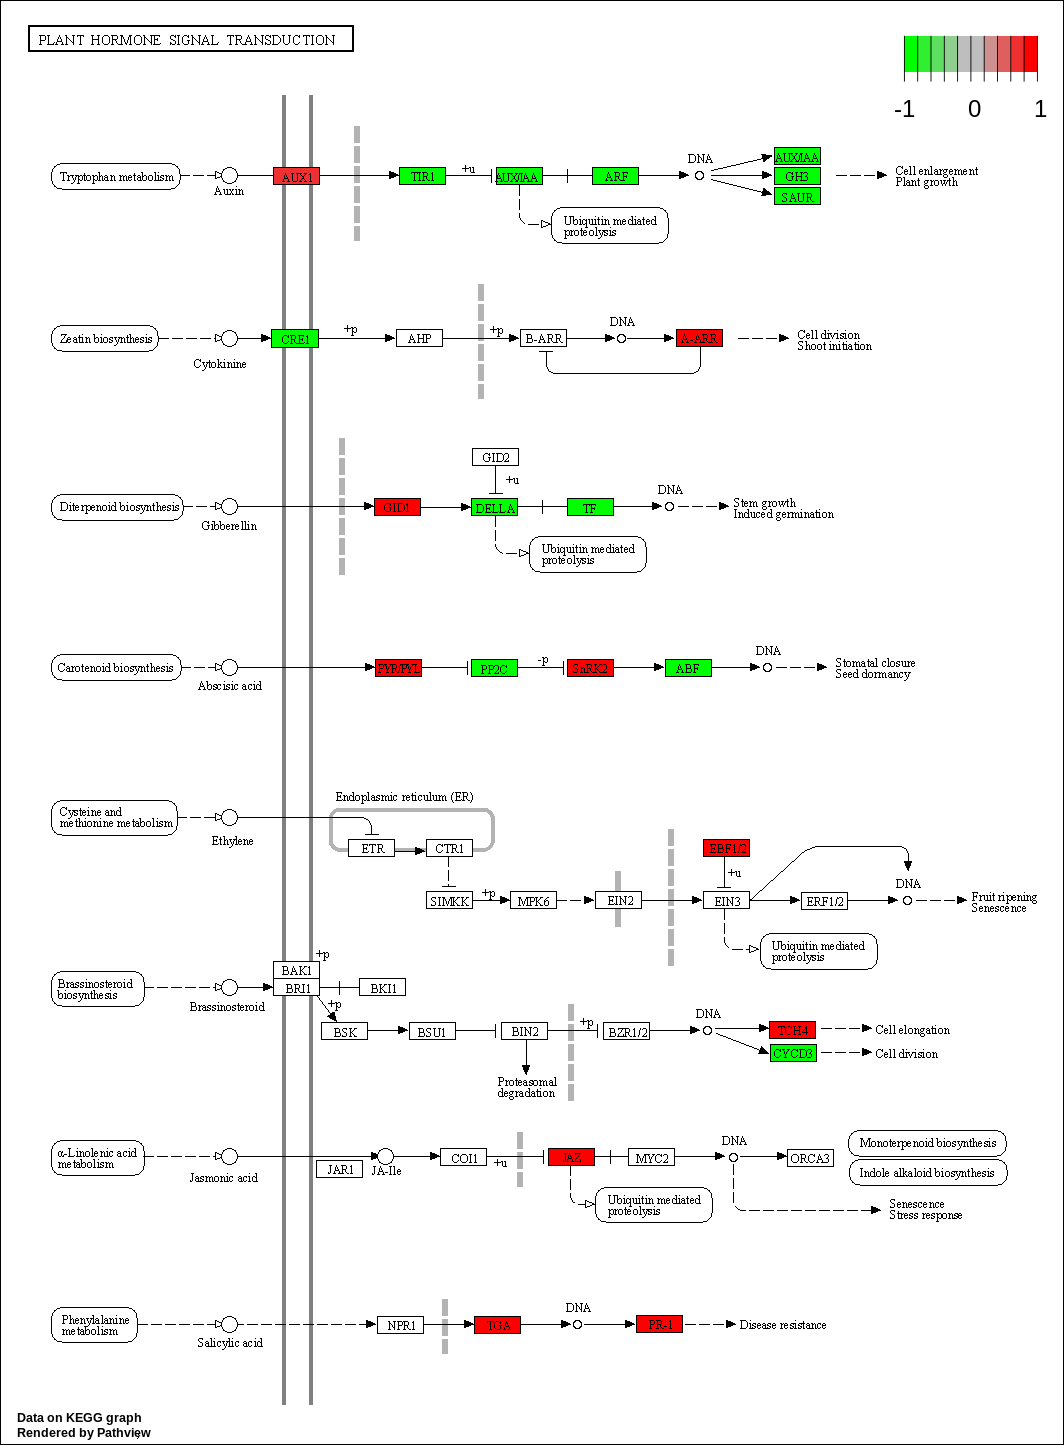 PLANT HORMONE SIGNAL TRANSDUCTION
-1 0 1
Tryptophan metabolism
Auxin
AUX1
TIR1
+u
AUX/IAA
ARF
DNA
AUX/IAA
GH3
SAUR
Cell enlargement
Plant growth
Ubiquitin mediated
proteolysis
Zeatin biosynthesis
Cytokinine
CRE1
+p
AHP
+p
B-ARR
DNA
A-ARR
Cell division
Shoot initiation
GID2
+u
Diterpenoid biosynthesis
Gibberellin
GID1
DELLA
TF
DNA
Stem growth
Induced germination
Ubiquitin mediated
proteolysis
Carotenoid biosynthesis
Abscisic acid
PYR/PYL
PP2C
-p
SnRK2
ABF
DNA
Stomatal closure
Seed dormancy
Endoplasmic reticulum (ER)
Cysteine and
methionine metabolism
Ethylene
ETR
CTR1
SIMKK
+p
MPK6
EIN2
EBF1/2
+u
EIN3
ERF1/2
DNA
Fruit ripening
Senescence
Ubiquitin mediated
proteolysis
Brassinosteroid
biosynthesis
Brassinosteroid
BAK1
+p
BRI1
BKI1
+p
BSK
BSU1
BIN2
+p
BZR1/2
DNA
TCH4
Cell elongation
CYCD3
Cell division
Proteasomal
degradation
α-Linolenic acid
metabolism
Jasmonic acid
JAR1
JA-Ile
COI1
+u
JAZ
MYC2
DNA
ORCA3
Monoterpenoid biosynthesis
Indole alkaloid biosynthesis
Ubiquitin mediated
proteolysis
Senescence
Stress response
Phenylalanine
metabolism
Salicylic acid
NPR1
TGA
DNA
PR-1
Disease resistance
Data on KEGG graph
Rendered by Pathview